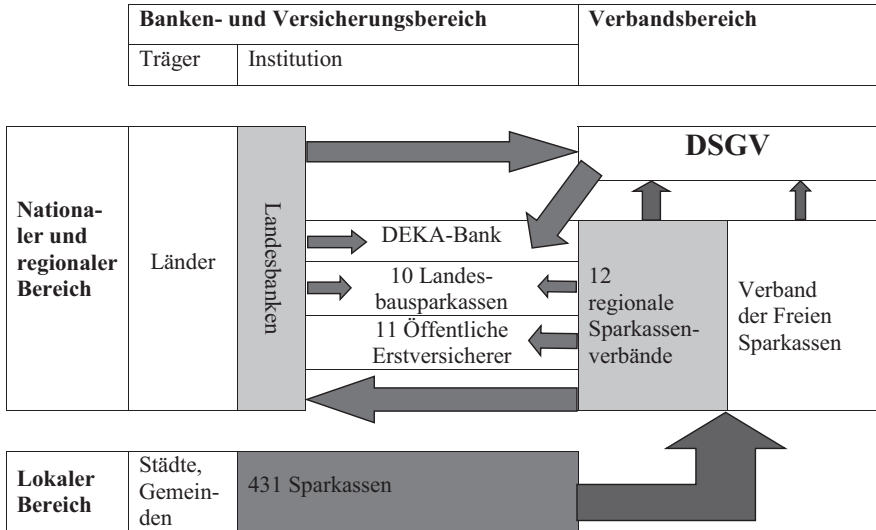 Banken- und Versicherungsbereich
Verbandsbereich
Träger
Institution
DSGV
Nationa-
ler und
regionaler
Bereich
Länder
Landesbanken
DEKA-Bank
10 Landes-
bausparkassen
11 Öffentliche
Erstversicherer
12
regionale
Sparkassen-
verbände
Verband
der Freien
Sparkassen
Lokaler
Bereich
Städte,
Gemein-
den
431 Sparkassen